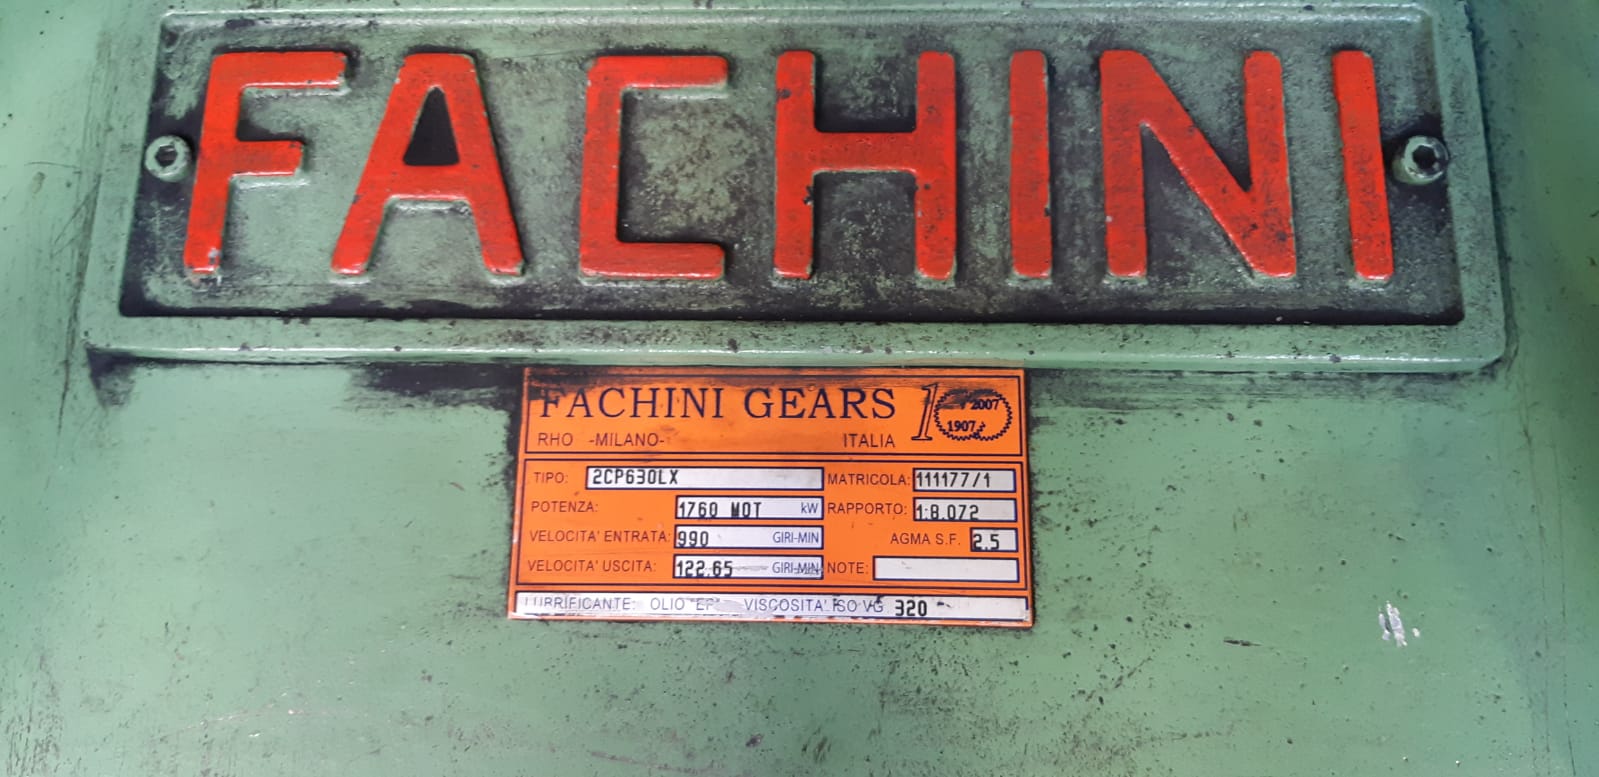 FACHINI
FACHINI GEARS 1907 2007
RHO -MILANO- ITALIA
TIPO: 2CP630LX MATRICOLA: 111177/1
POTENZA: 1760 MOT kW RAPPORTO: 1:8.072
VELOCITA' ENTRATA: 990 GIRI-MIN AGMA S.F. 2.5
VELOCITA' USCITA: 122.65 GIRI-MIN NOTE:
LUBRIFICANTE: OLIO EP VISCOSITA' ISO VG 320